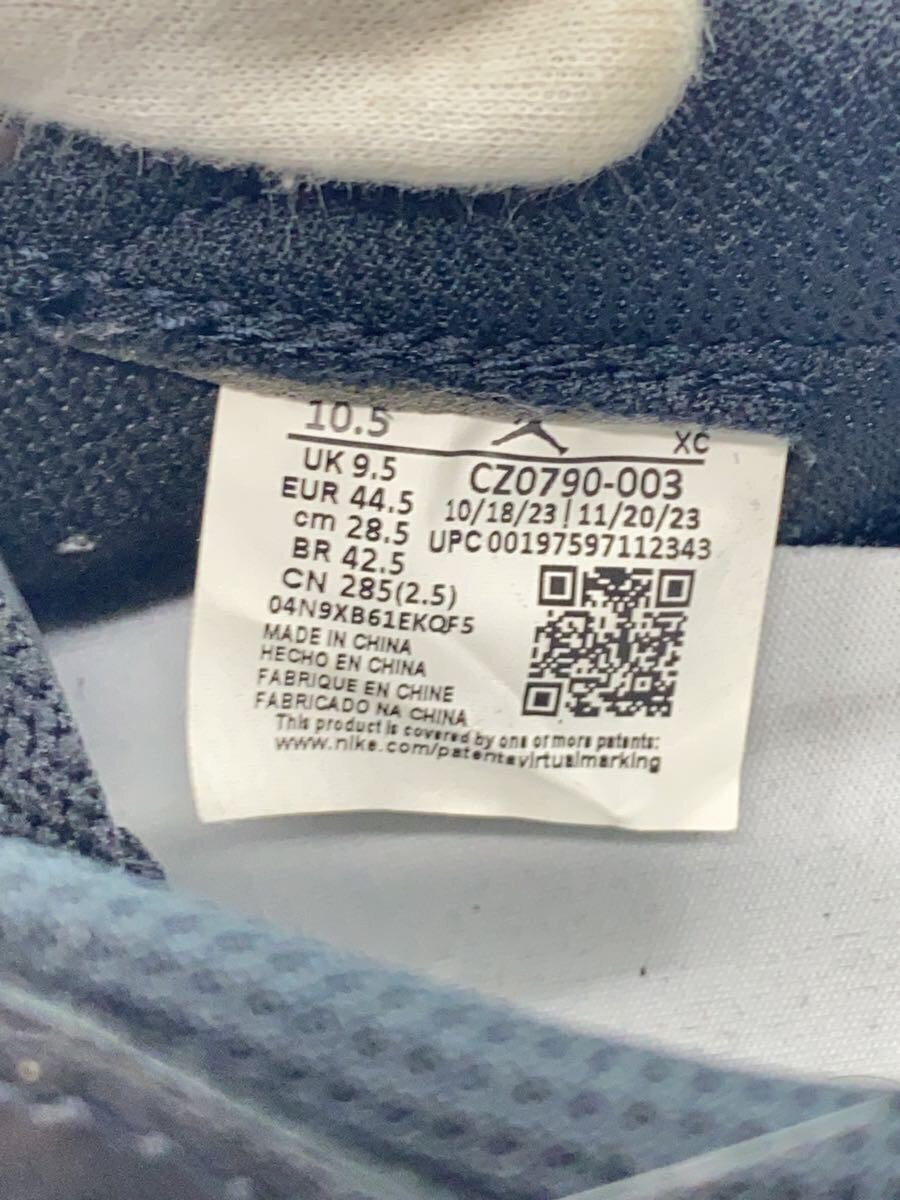 10.5
XC
UK 9.5
EUR 44.5
cm 28.5
BR 42.5
CN 285(2.5)
CZ0790-003
10/18/23 | 11/20/23
UPC 00197597112343
04N9XB61EKQF5
MADE IN CHINA
HECHO EN CHINA
FABRIQUE EN CHINE
FABRICADO NA CHINA
This product is covered by one or more patents:
www.nike.com/patentsvirtualmarking